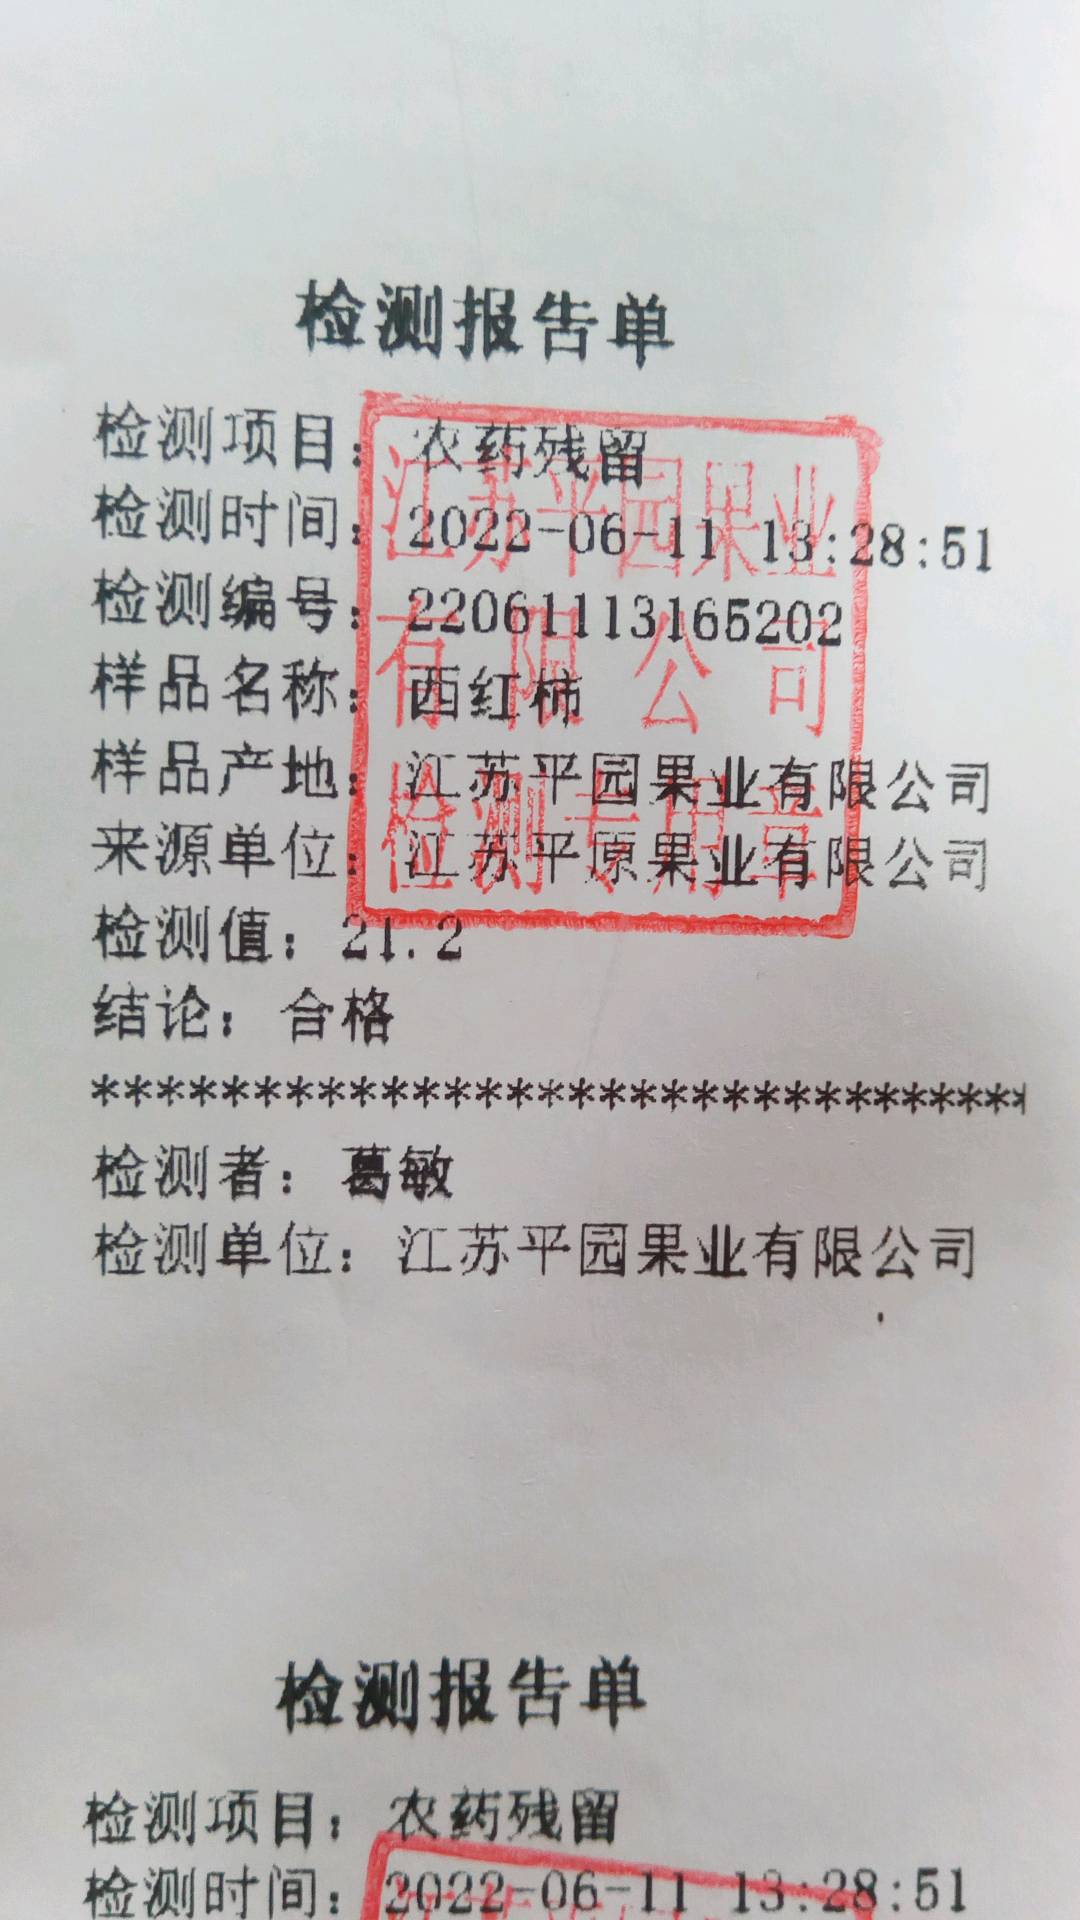 检测报告单
检测项目: 农药残留
检测时间: 2022-06-11 13:28:51
检测编号: 22061113165202
样品名称: 西红柿
样品产地: 江苏平园果业有限公司
来源单位: 江苏平原果业有限公司
检测值: 21.2
结论: 合格
******************************
检测者: 葛敏
检测单位: 江苏平园果业有限公司
江苏平园果业
有限公司
检测专用章
检测报告单
检测项目: 农药残留
检测时间: 2022-06-11 13:28:51